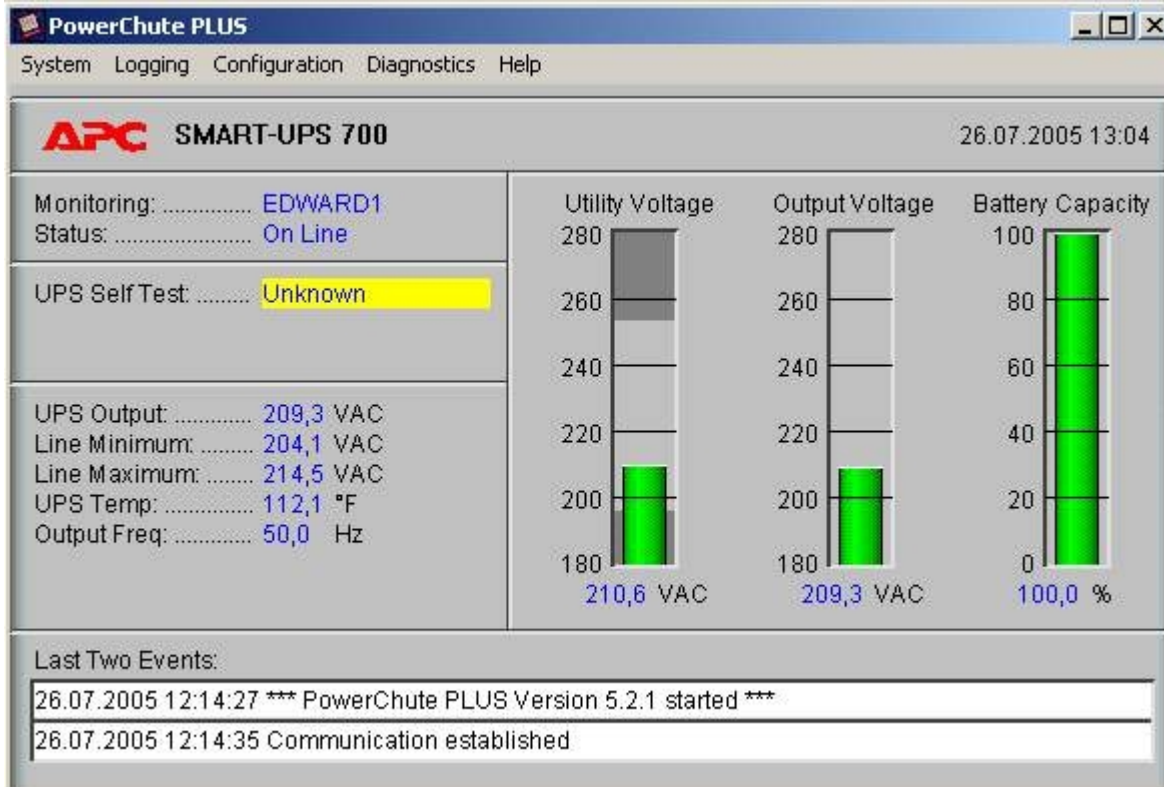 PowerChute PLUS
System Logging Configuration Diagnostics Help
APC SMART-UPS 700 26.07.2005 13:04
Monitoring: .............. EDWARD1
Status: ...................... On Line
UPS Self Test: ......... Unknown
UPS Output: ............. 209,3 VAC
Line Minimum: ......... 204,1 VAC
Line Maximum: ........ 214,5 VAC
UPS Temp: .............. 112,1 °F
Output Freq: ............. 50,0 Hz
Utility Voltage
280
260
240
220
200
180
210,6 VAC
Output Voltage
280
260
240
220
200
180
209,3 VAC
Battery Capacity
100
80
60
40
20
0
100,0 %
Last Two Events:
26.07.2005 12:14:27 *** PowerChute PLUS Version 5.2.1 started ***
26.07.2005 12:14:35 Communication established